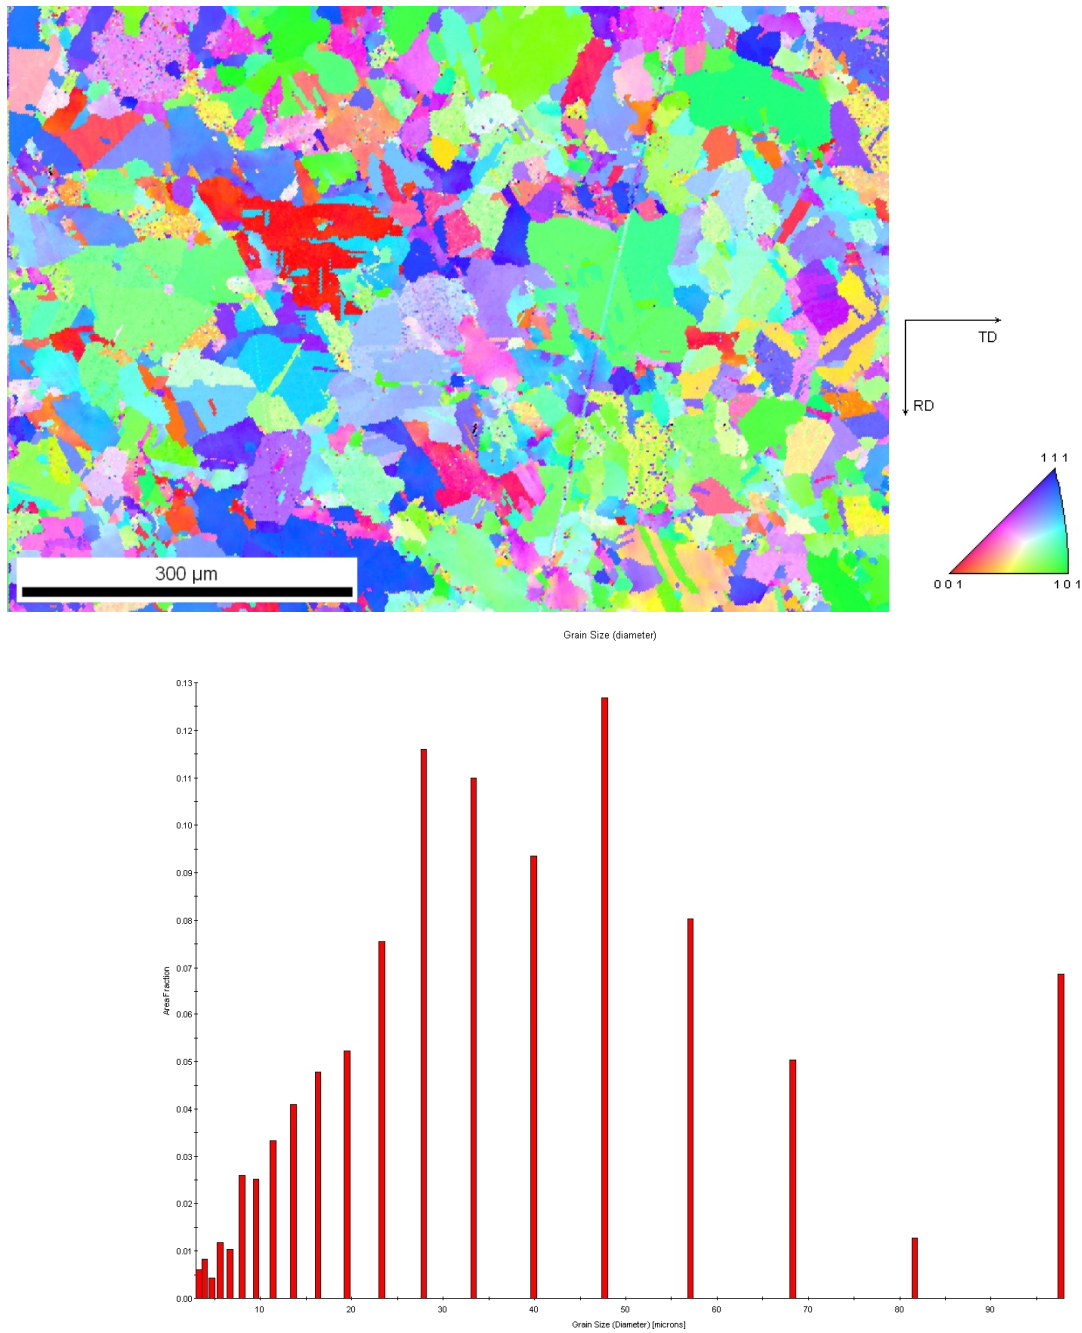 300 µm
TD
RD
1 1 1
0 0 1
1 0 1
Grain Size (diameter)
0.13
0.12
0.11
0.10
0.09
0.08
0.07
0.06
0.05
0.04
0.03
0.02
0.01
0.00
Area Fraction
10
20
30
40
50
60
70
80
90
Grain Size (Diameter) [microns]